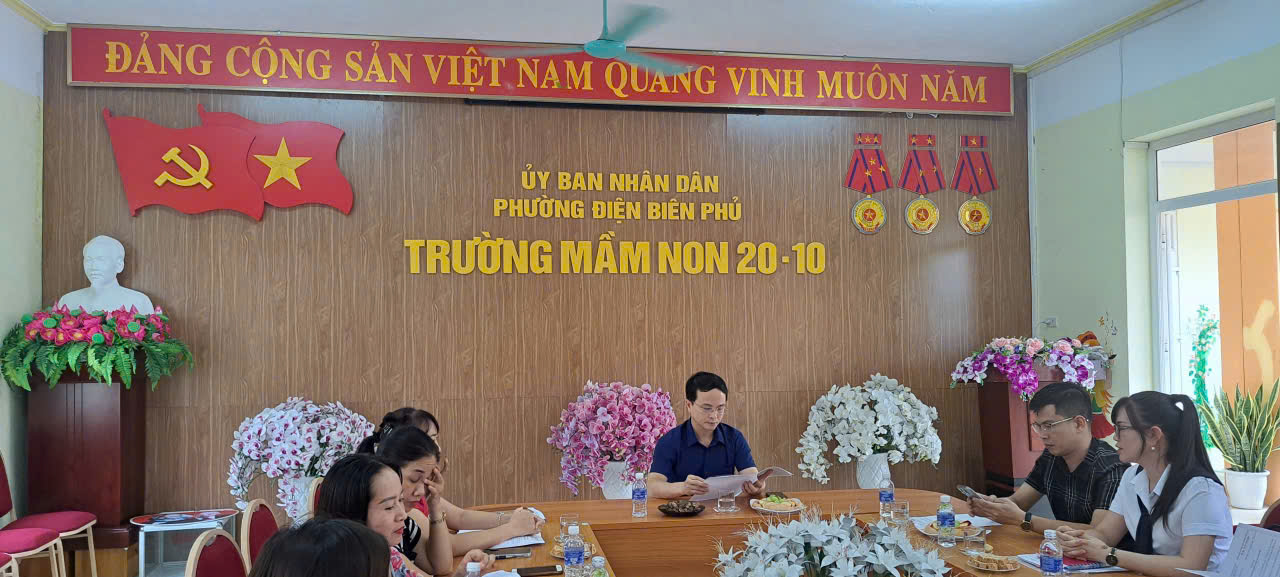 ĐẢNG CỘNG SẢN VIỆT NAM QUANG VINH MUÔN NĂM
ỦY BAN NHÂN DÂN
PHƯỜNG ĐIỆN BIÊN PHỦ
TRƯỜNG MẦM NON 20-10